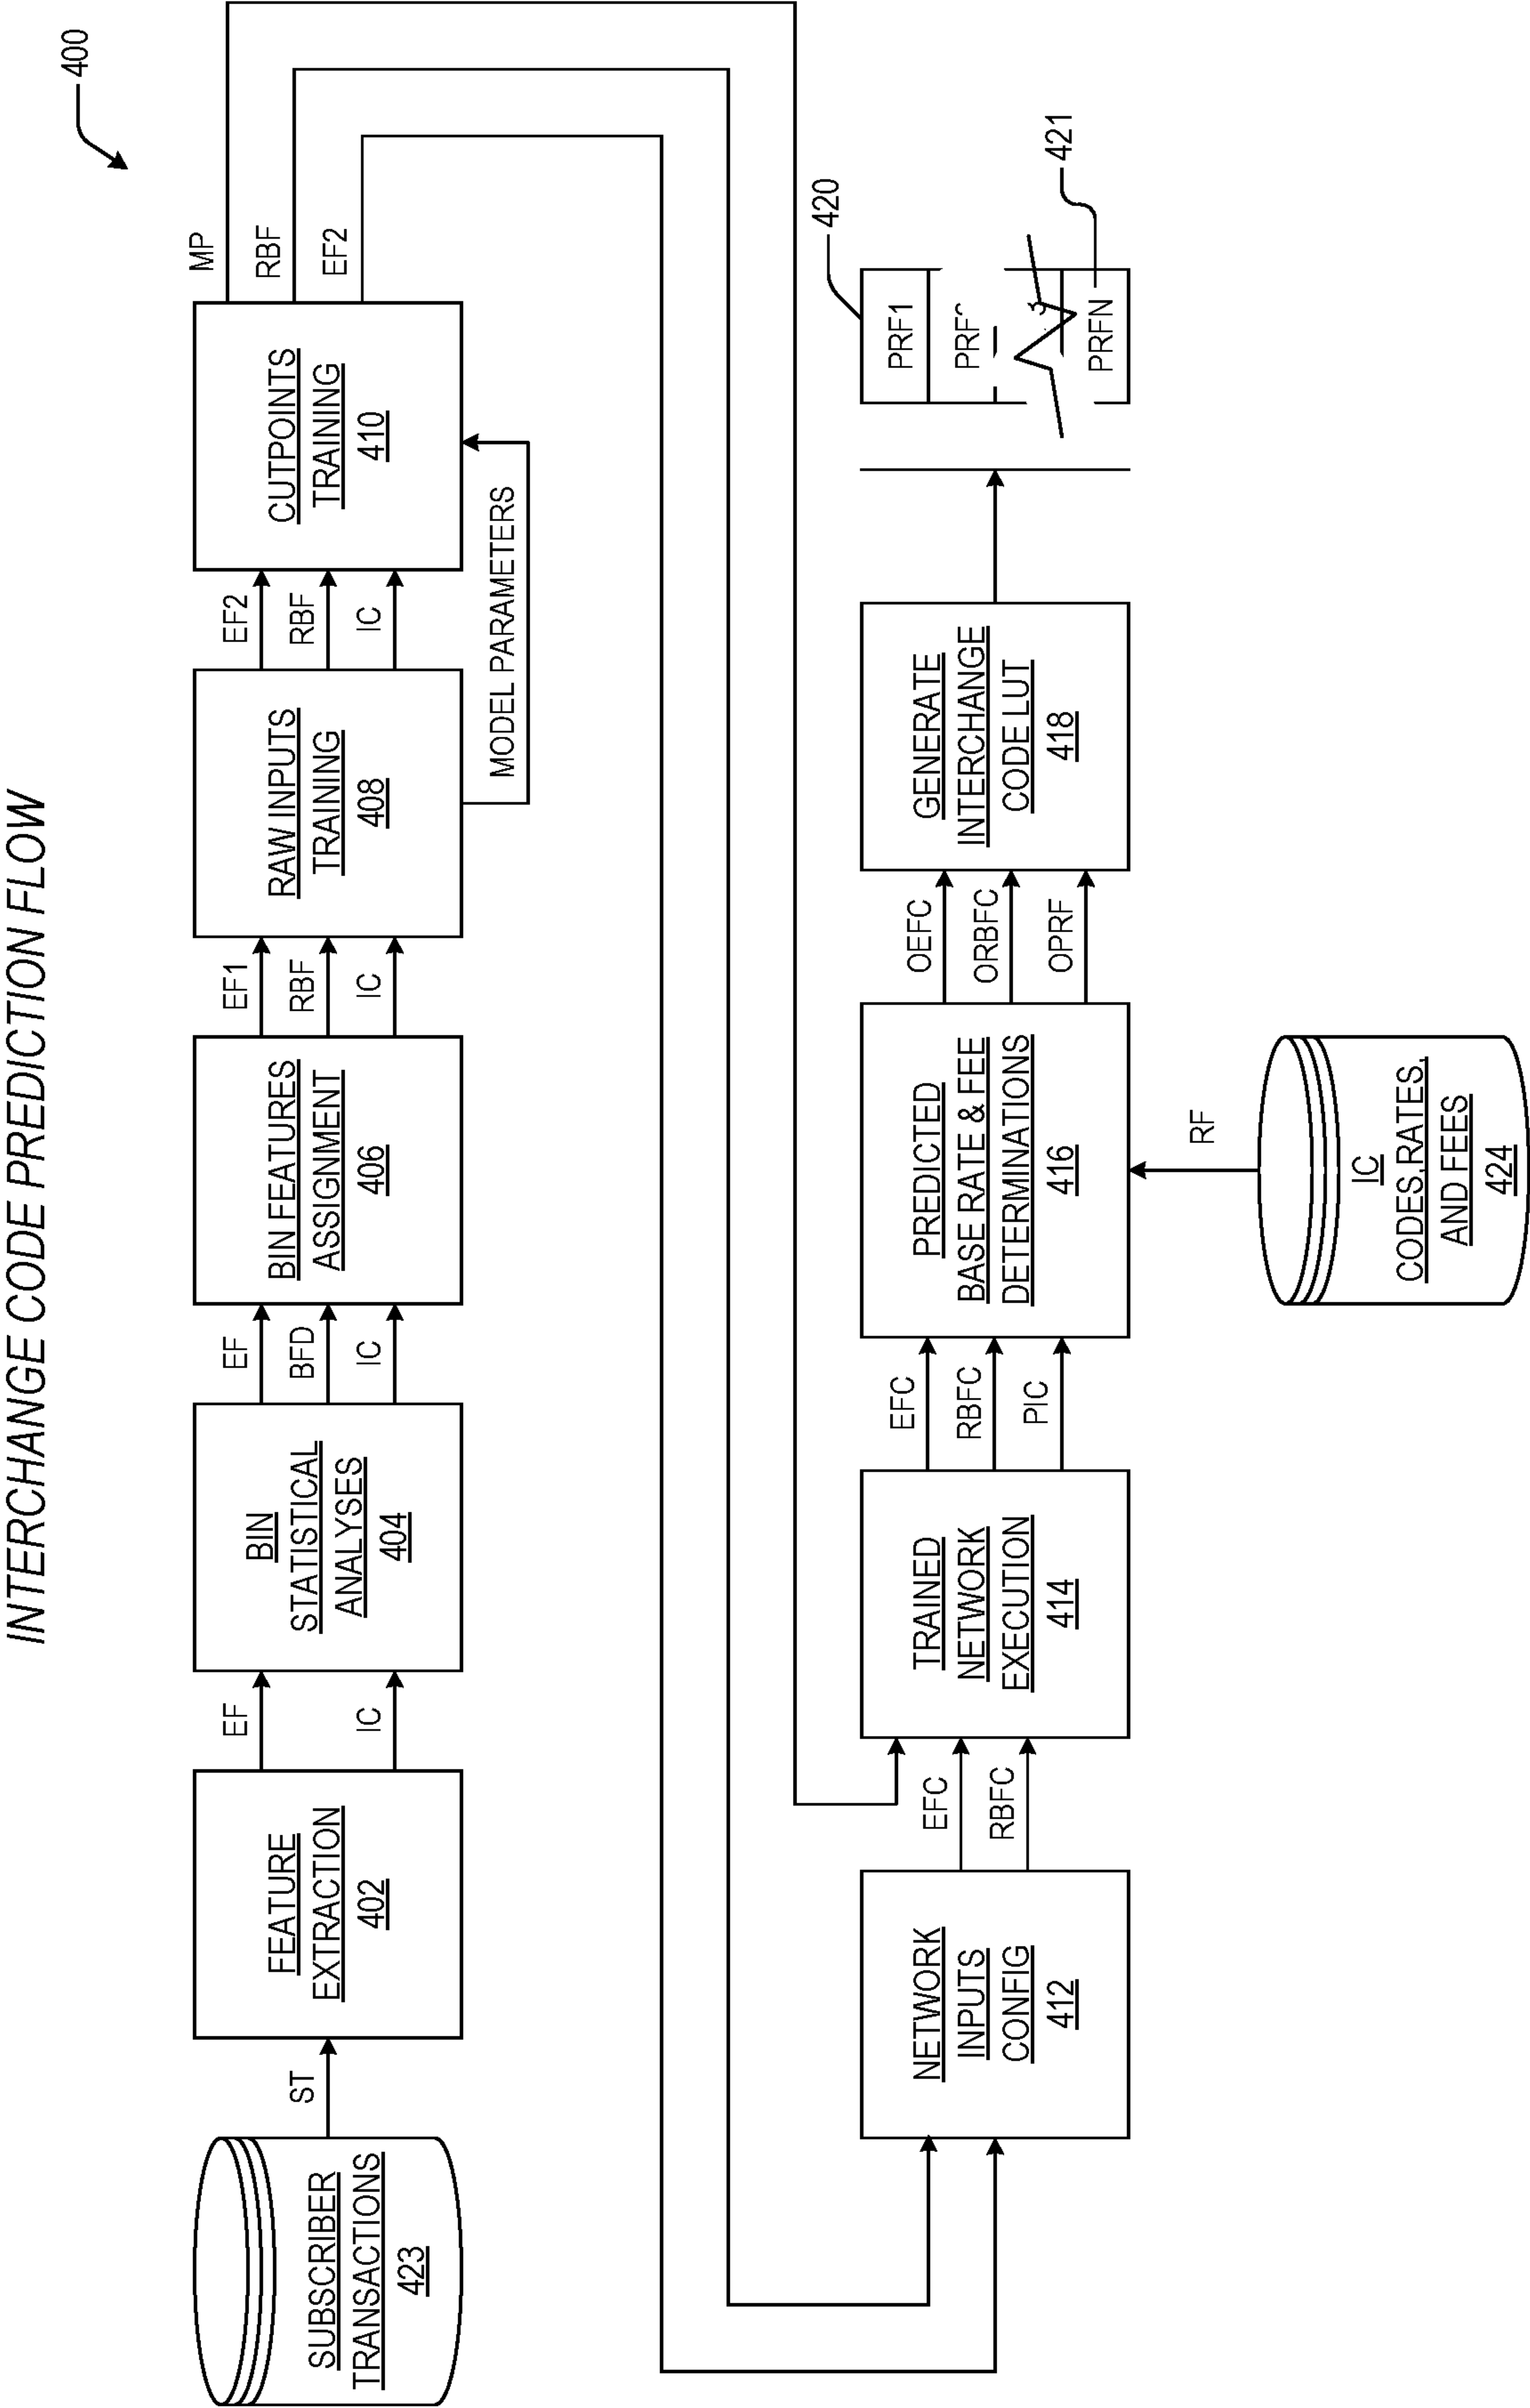 INTERCHANGE CODE PREDICTION FLOW
400
SUBSCRIBER
TRANSACTIONS
423
ST
FEATURE
EXTRACTION
402
EF
IC
BIN
STATISTICAL
ANALYSES
404
EF
BFD
IC
BIN FEATURES
ASSIGNMENT
406
EF1
RBF
IC
RAW INPUTS
TRAINING
408
EF2
RBF
IC
MODEL PARAMETERS
CUTPOINTS
TRAINING
410
MP
RBF
EF2
NETWORK
INPUTS
CONFIG
412
EFC
RBFC
TRAINED
NETWORK
EXECUTION
414
EFC
RBFC
PIC
PREDICTED
BASE RATE & FEE
DETERMINATIONS
416
RF
IC
CODES,RATES,
AND FEES
424
OEFC
ORBFC
OPRF
GENERATE
INTERCHANGE
CODE LUT
418
420
PRF1
PRFN
421